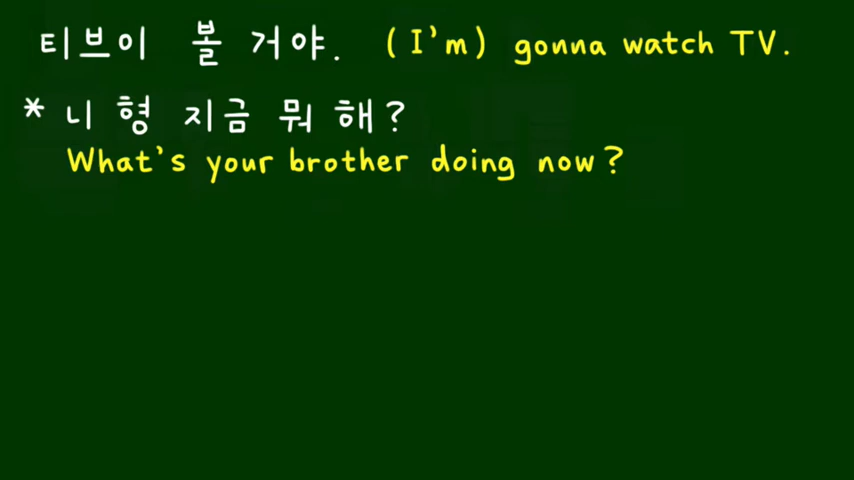 티브이 볼 거야. (I'm) gonna watch TV.
* 니 형 지금 뭐 해?
What's your brother doing now?